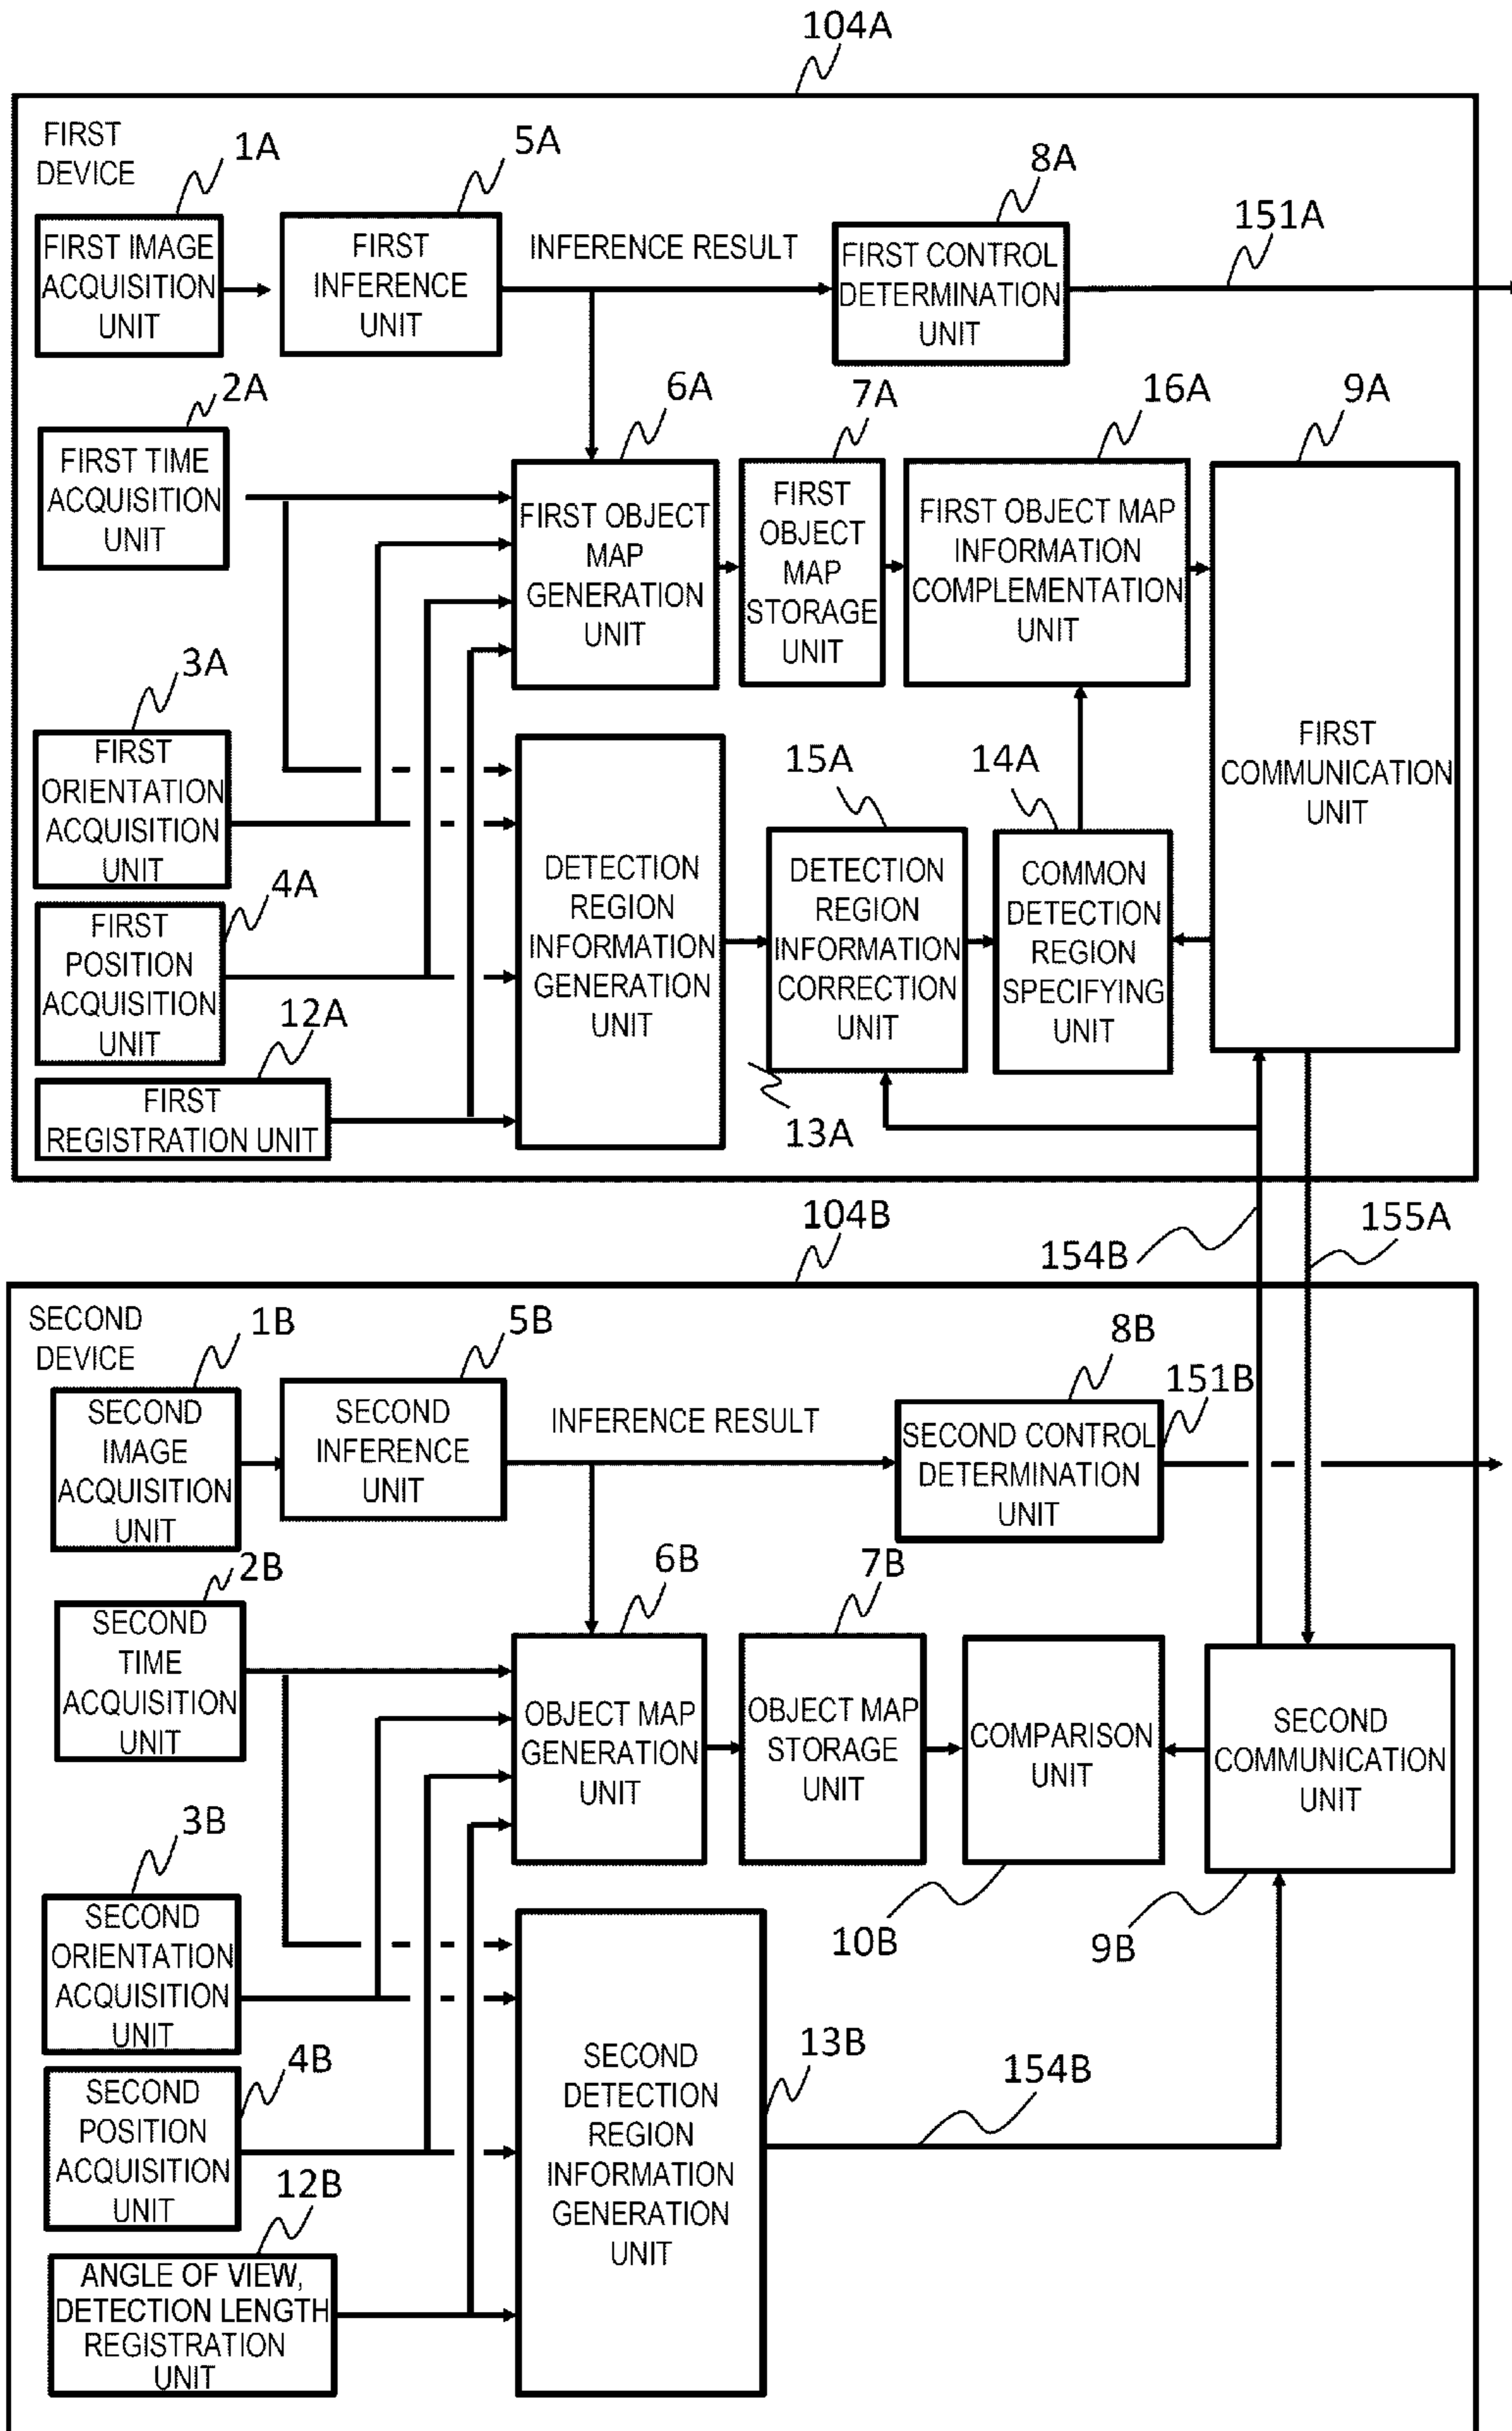 104A
FIRST
DEVICE
1A
5A
8A
151A
FIRST IMAGE
ACQUISITION
UNIT
FIRST
INFERENCE
UNIT
INFERENCE RESULT
FIRST CONTROL
DETERMINATION
UNIT
2A
6A
7A
16A
9A
FIRST TIME
ACQUISITION
UNIT
FIRST OBJECT
MAP
GENERATION
UNIT
FIRST
OBJECT
MAP
STORAGE
UNIT
FIRST OBJECT MAP
INFORMATION
COMPLEMENTATION
UNIT
FIRST
COMMUNICATION
UNIT
3A
FIRST
ORIENTATION
ACQUISITION
UNIT
15A
14A
4A
FIRST
POSITION
ACQUISITION
UNIT
DETECTION
REGION
INFORMATION
GENERATION
UNIT
DETECTION
REGION
INFORMATION
CORRECTION
UNIT
COMMON
DETECTION
REGION
SPECIFYING
UNIT
12A
FIRST
REGISTRATION UNIT
13A
104B
154B
155A
SECOND
DEVICE
1B
5B
8B
151B
SECOND
IMAGE
ACQUISITION
UNIT
SECOND
INFERENCE
UNIT
INFERENCE RESULT
SECOND CONTROL
DETERMINATION
UNIT
2B
6B
7B
SECOND
TIME
ACQUISITION
UNIT
OBJECT MAP
GENERATION
UNIT
OBJECT MAP
STORAGE
UNIT
COMPARISON
UNIT
SECOND
COMMUNICATION
UNIT
3B
10B
9B
SECOND
ORIENTATION
ACQUISITION
UNIT
4B
SECOND
POSITION
ACQUISITION
UNIT
SECOND
DETECTION
REGION
INFORMATION
GENERATION
UNIT
13B
154B
12B
ANGLE OF VIEW,
DETECTION LENGTH
REGISTRATION
UNIT